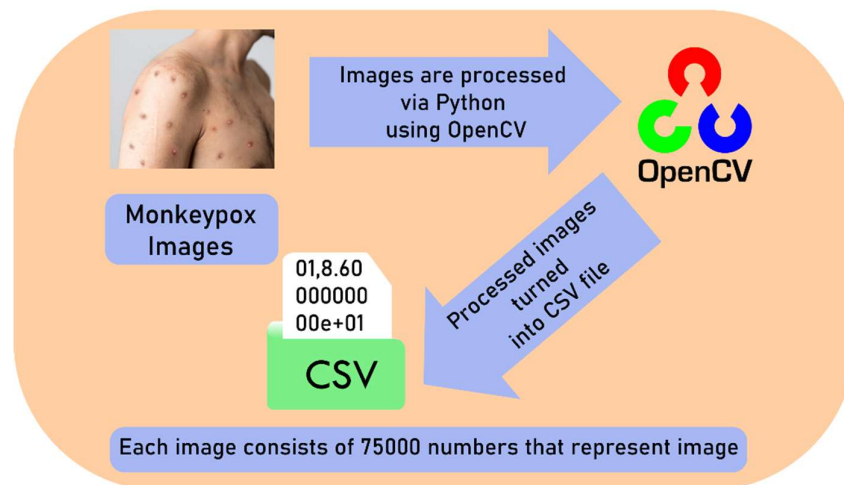 Images are processed
via Python
using OpenCV
OpenCV
Monkeypox
Images
Processed images
turned
into CSV file
01,8.60
000000
00e+01
CSV
Each image consists of 75000 numbers that represent image